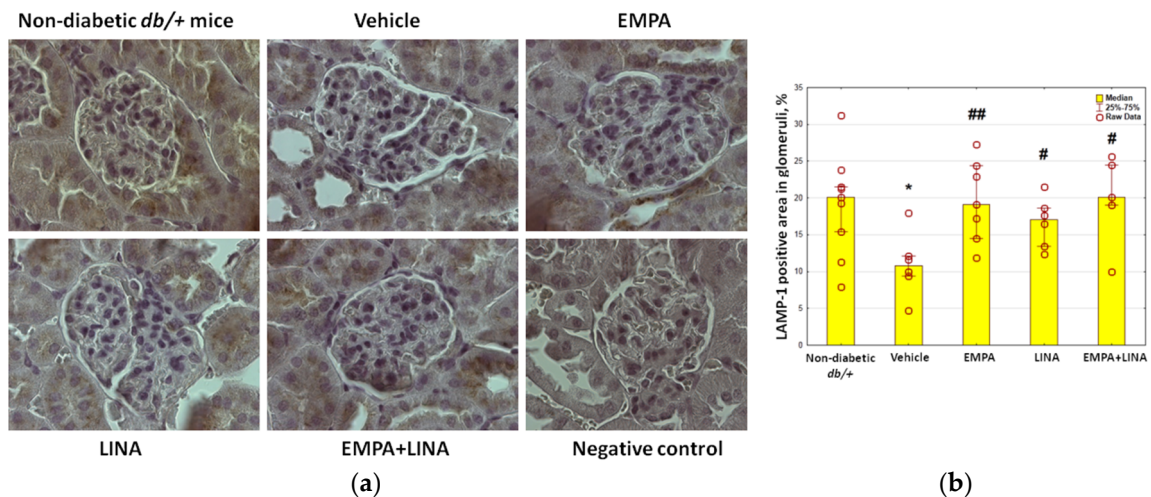 Non-diabetic db/+ mice
Vehicle
EMPA
LINA
EMPA+LINA
Negative control
(a)
LAMP-1 positive area in glomeruli, %
35
30
25
20
15
10
5
0
Median
25%-75%
Raw Data
*
##
#
#
Non-diabetic
db/+
Vehicle
EMPA
LINA
EMPA+LINA
(b)